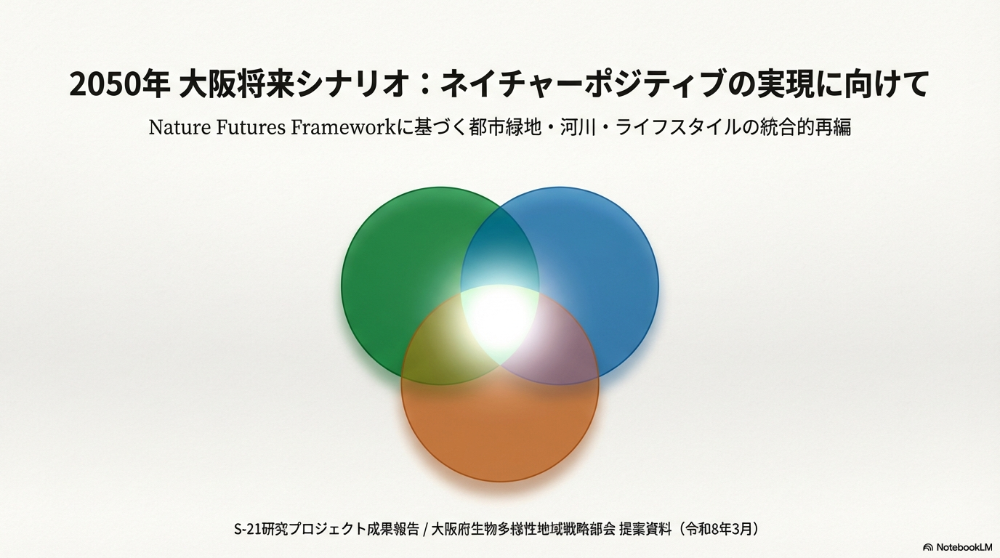 2050年 大阪将来シナリオ：ネイチャーポジティブの実現に向けて
Nature Futures Frameworkに基づく都市緑地・河川・ライフスタイルの統合的再編
S-21研究プロジェクト成果報告 / 大阪府生物多様性地域戦略部会 提案資料（令和8年3月）
NotebookLM